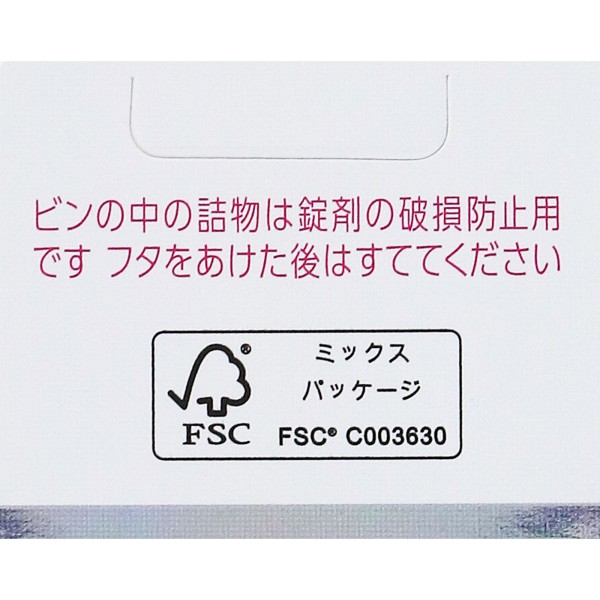 ビンの中の詰物は錠剤の破損防止用
です フタをあけた後はすててください
®
FSC
ミックス
パッケージ
FSC® C003630